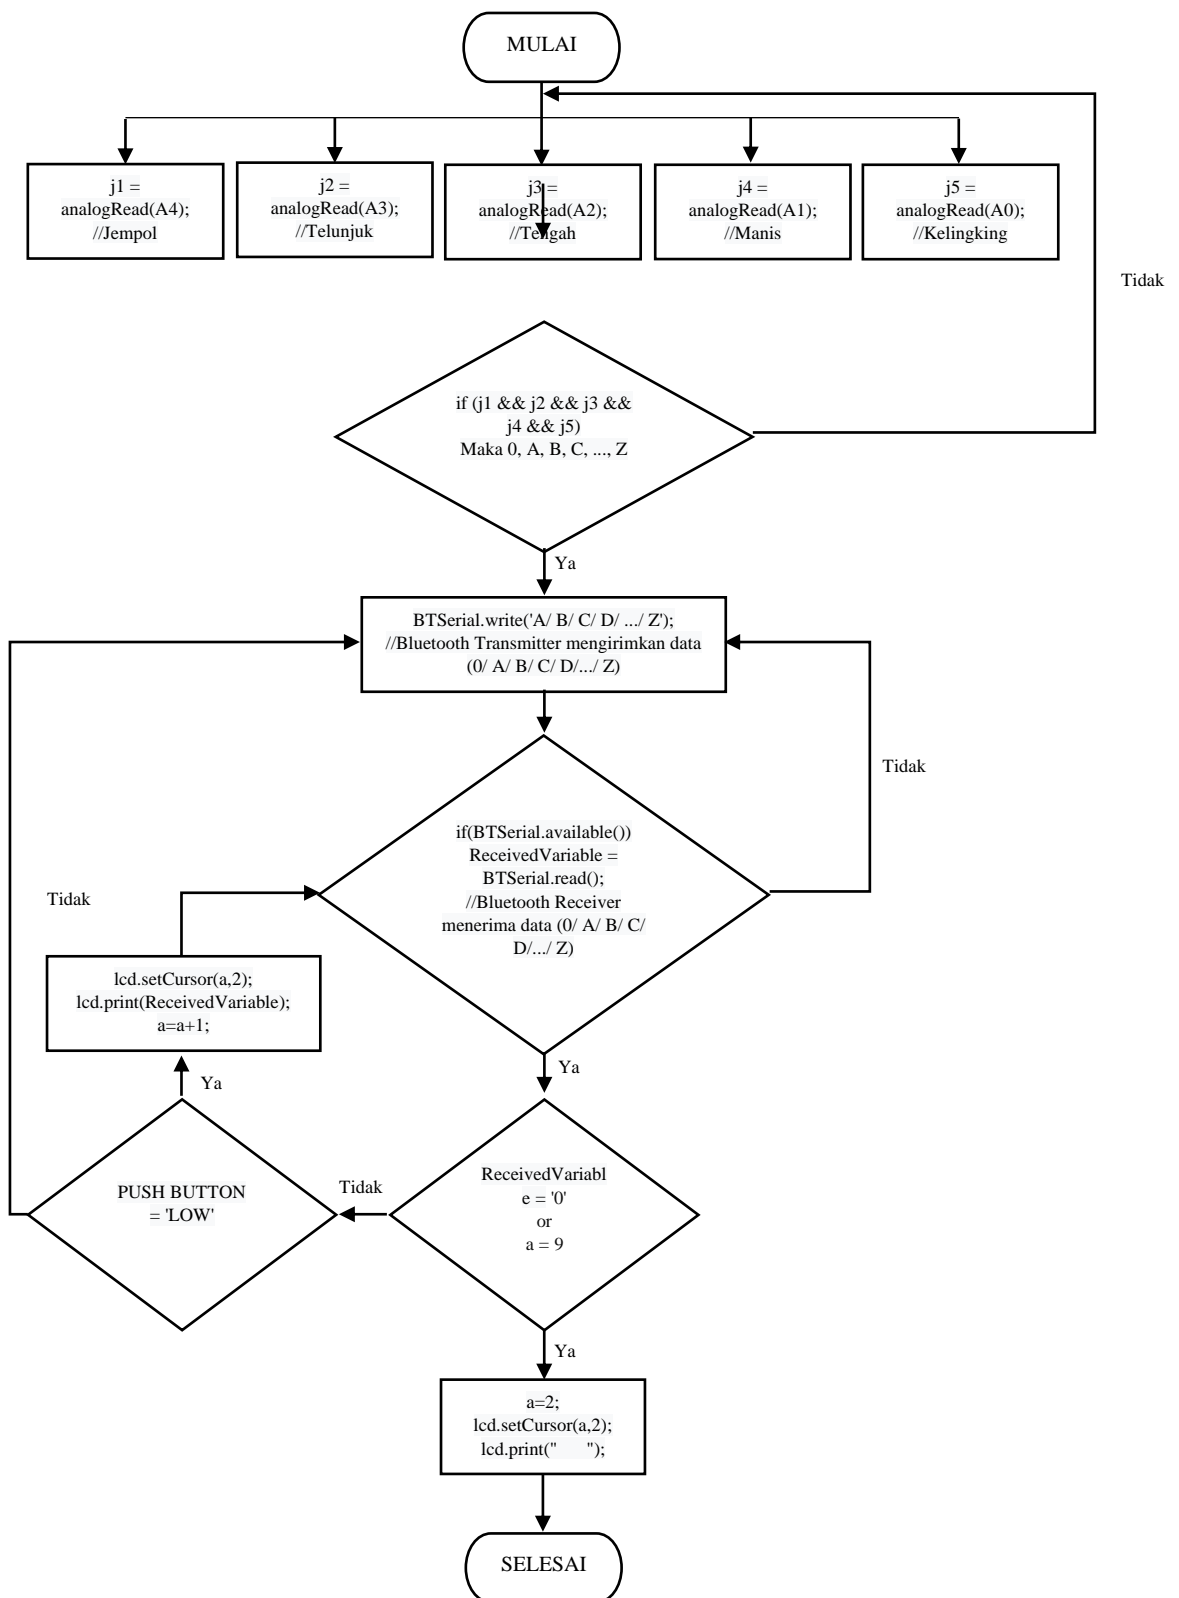 MULAI
j1 =
analogRead(A4);
//Jempol
j2 =
analogRead(A3);
//Telunjuk
j3 =
analogRead(A2);
//Tengah
j4 =
analogRead(A1);
//Manis
j5 =
analogRead(A0);
//Kelingking
Tidak
if (j1 && j2 && j3 &&
j4 && j5)
Maka 0, A, B, C, ..., Z
Ya
BTSerial.write('A/ B/ C/ D/ .../ Z');
//Bluetooth Transmitter mengirimkan data
(0/ A/ B/ C/ D/.../ Z)
Tidak
if(BTSerial.available())
ReceivedVariable =
BTSerial.read();
//Bluetooth Receiver
menerima data (0/ A/ B/ C/
D/.../ Z)
Tidak
lcd.setCursor(a,2);
lcd.print(ReceivedVariable);
a=a+1;
Ya
Ya
PUSH BUTTON
= 'LOW'
Tidak
ReceivedVariabl
e = '0'
or
a = 9
Ya
a=2;
lcd.setCursor(a,2);
lcd.print("       ");
SELESAI